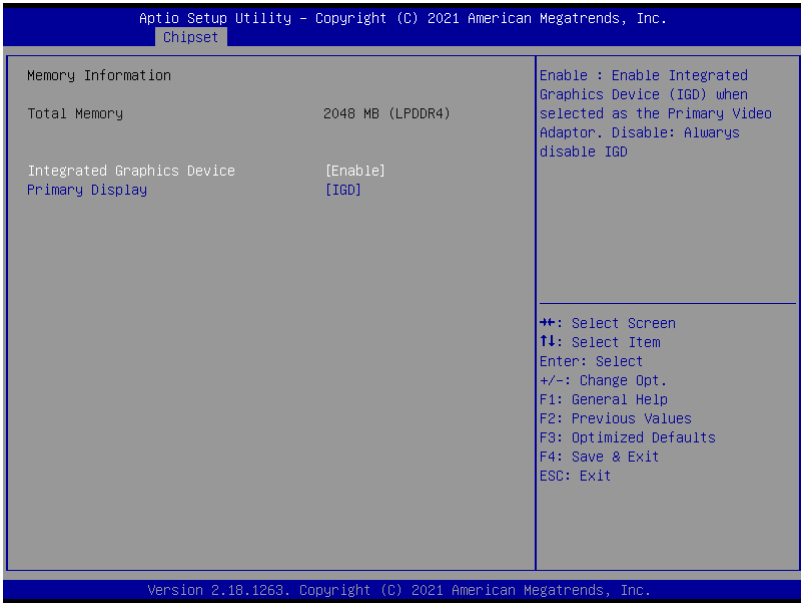 Aptio Setup Utility – Copyright (C) 2021 American Megatrends, Inc.
Chipset
Memory Information
Total Memory 2048 MB (LPDDR4)
Integrated Graphics Device [Enable]
Primary Display [IGD]
Enable : Enable Integrated
Graphics Device (IGD) when
selected as the Primary Video
Adaptor. Disable: Alwarys
disable IGD
→←: Select Screen
↑↓: Select Item
Enter: Select
+/-: Change Opt.
F1: General Help
F2: Previous Values
F3: Optimized Defaults
F4: Save & Exit
ESC: Exit
Version 2.18.1263. Copyright (C) 2021 American Megatrends, Inc.